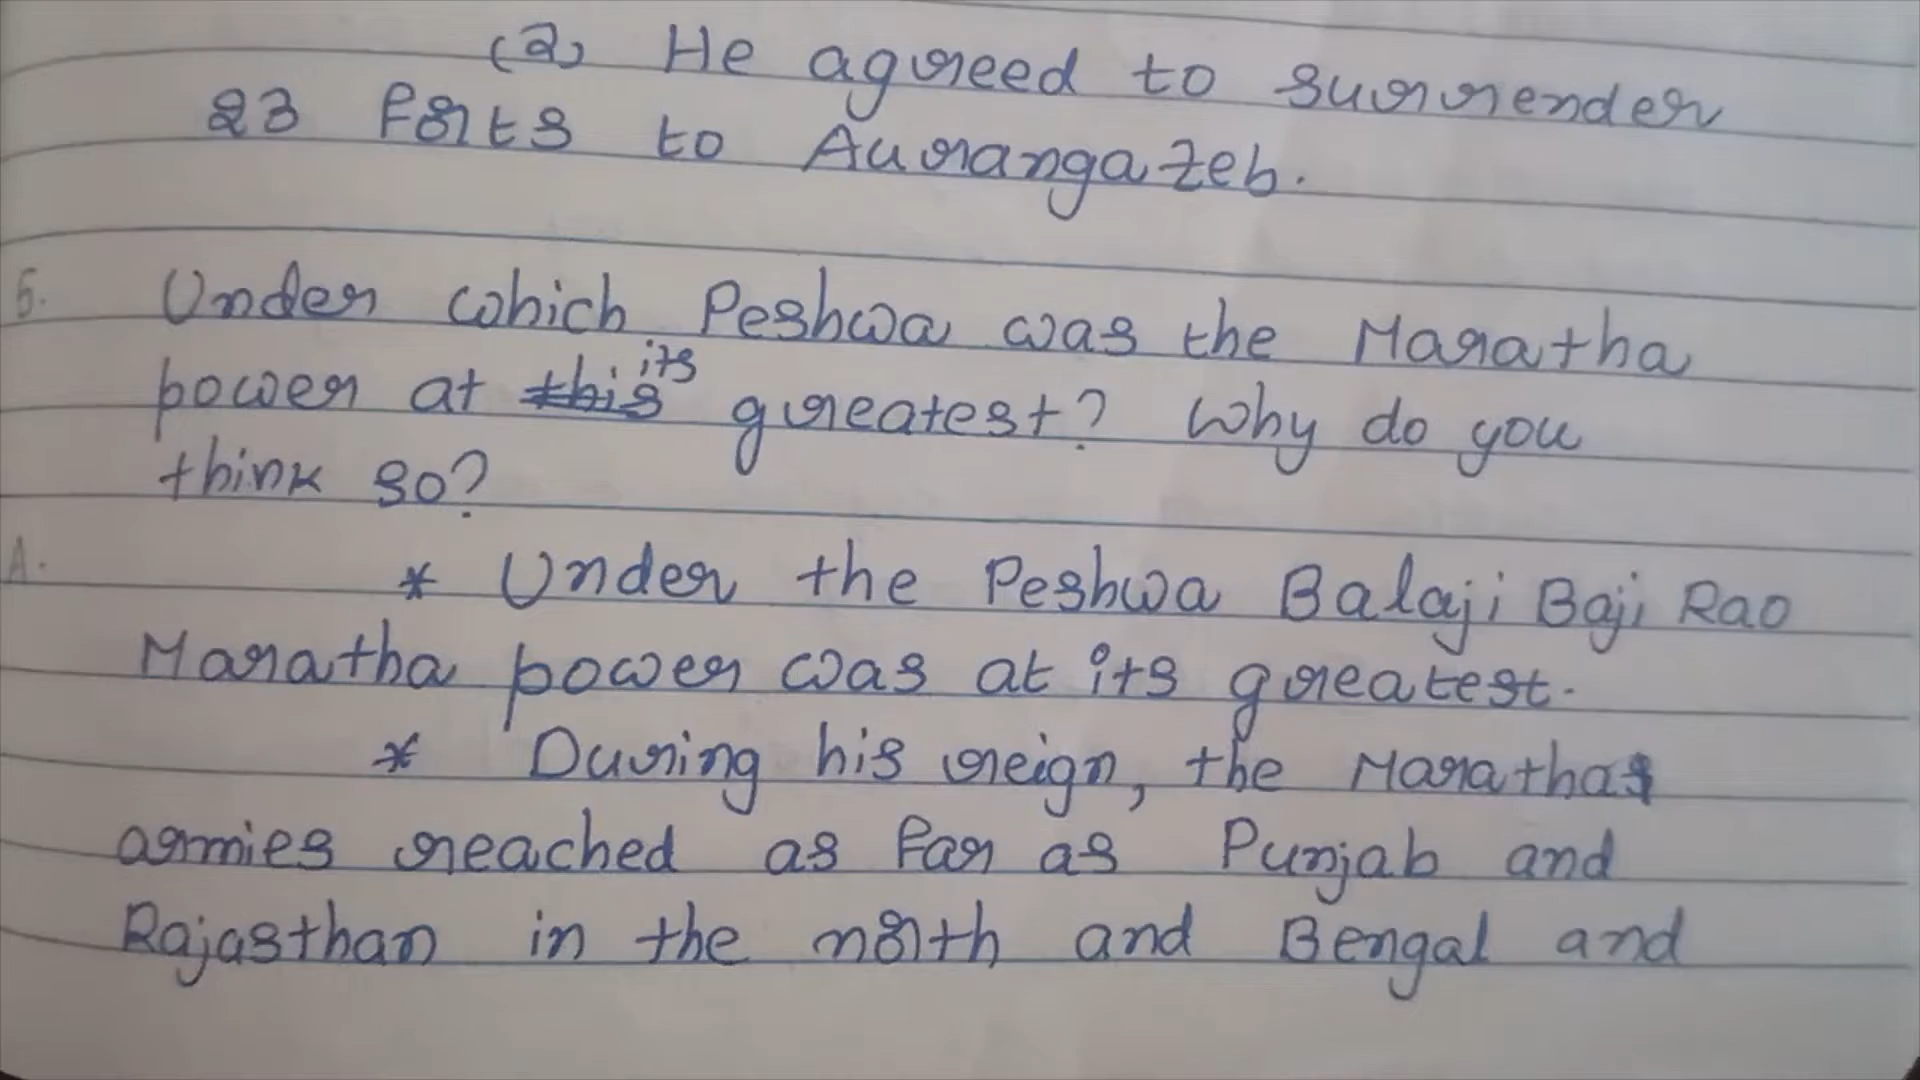 (2) He agreed to surrender
23 forts to Aurangazeb.
5. Under which Peshwa was the Maratha
power at this its greatest? Why do you
think so?
A. * Under the Peshwa Balaji Baji Rao
Maratha power was at its greatest.
* During his reign, the Marathas
armies reached as far as Punjab and
Rajasthan in the north and Bengal and